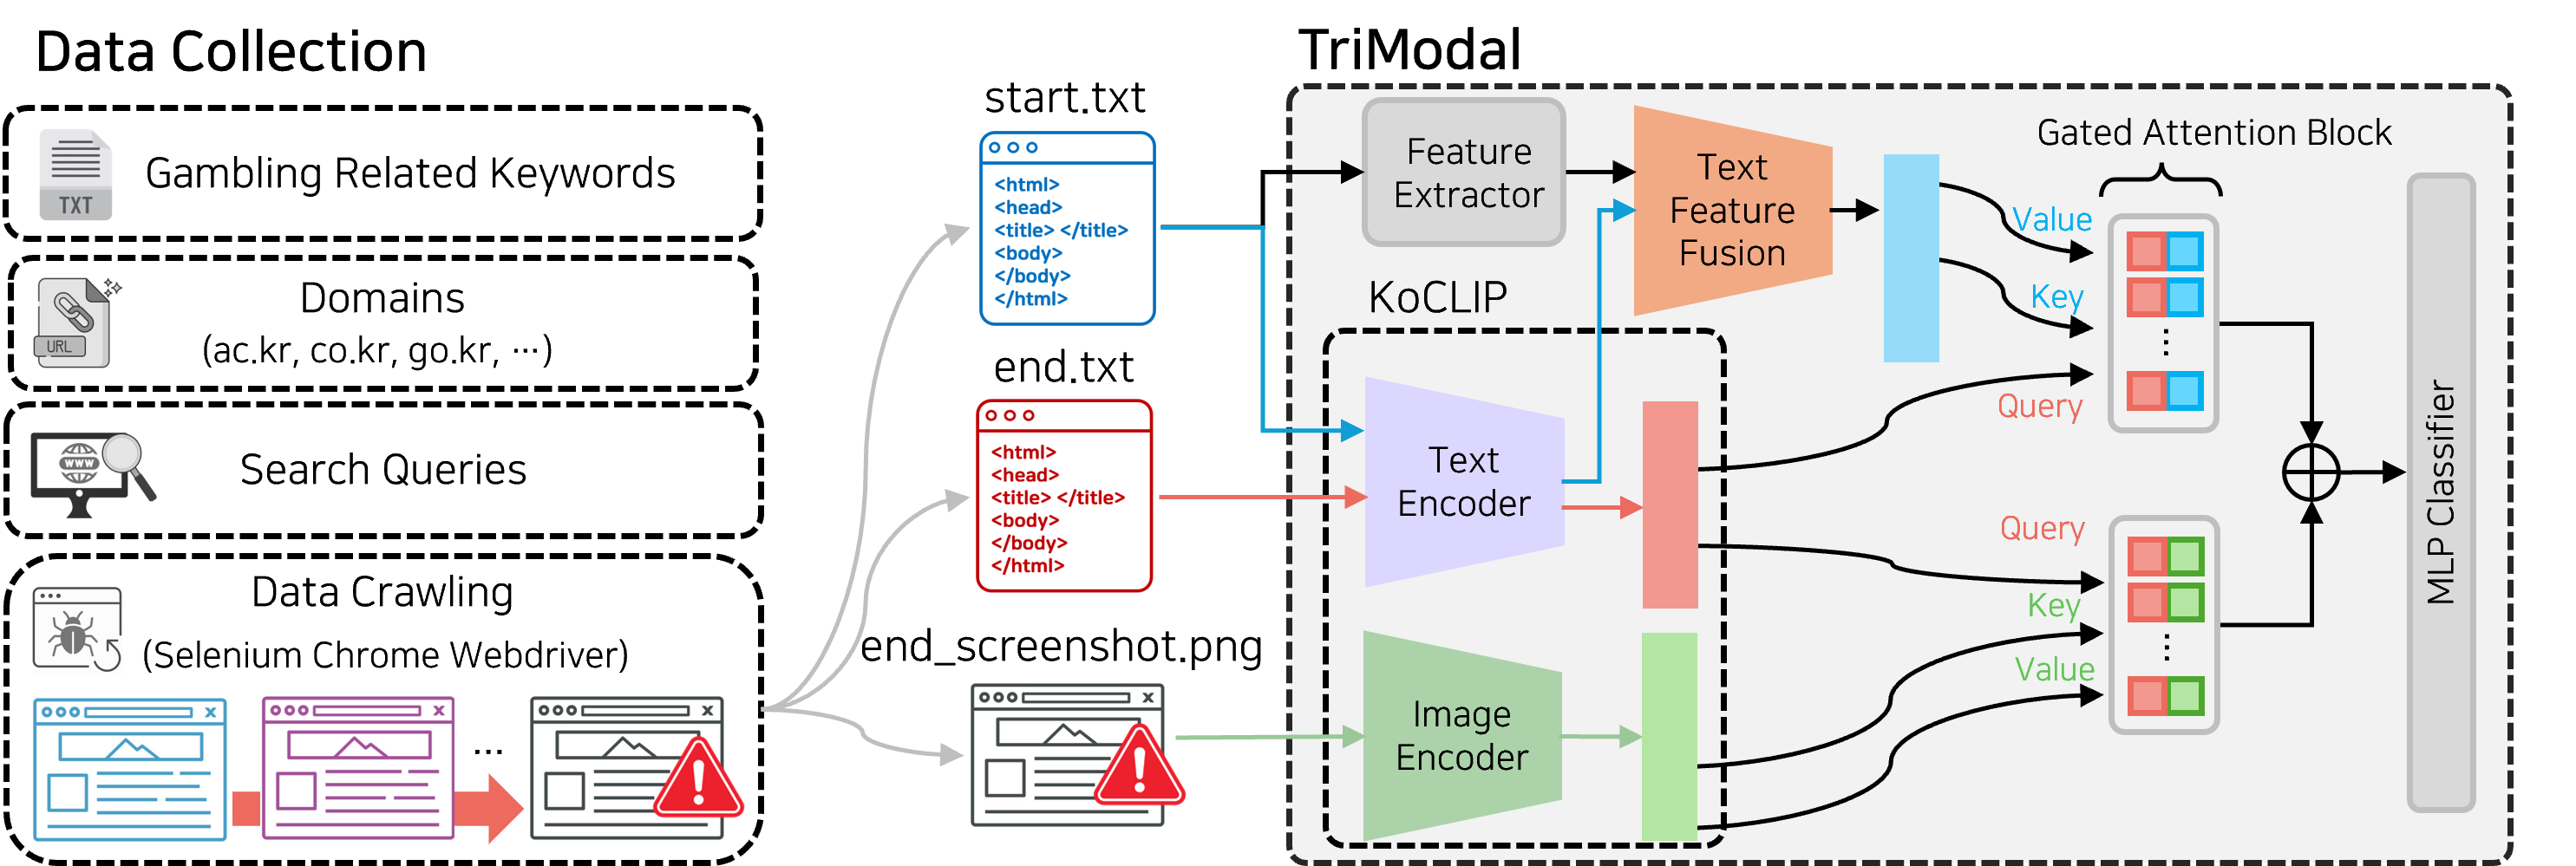 Data Collection
TXT
Gambling Related Keywords
URL
Domains
(ac.kr, co.kr, go.kr, ...)
WWW
Search Queries
Data Crawling
(Selenium Chrome Webdriver)
x
x
...
x
start.txt
<html>
<head>
<title> </title>
<body>
</body>
</html>
end.txt
<html>
<head>
<title> </title>
<body>
</body>
</html>
end_screenshot.png
x
TriModal
Feature
Extractor
Text
Feature
Fusion
KoCLIP
Text
Encoder
Image
Encoder
Gated Attention Block
Value
Key
Query
Query
Key
Value
MLP Classifier